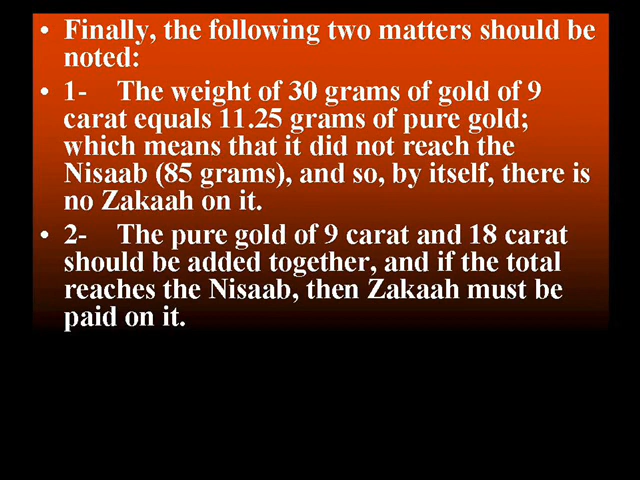 • Finally, the following two matters should be
noted:
• 1- The weight of 30 grams of gold of 9
carat equals 11.25 grams of pure gold;
which means that it did not reach the
Nisaab (85 grams), and so, by itself, there is
no Zakaah on it.
• 2- The pure gold of 9 carat and 18 carat
should be added together, and if the total
reaches the Nisaab, then Zakaah must be
paid on it.